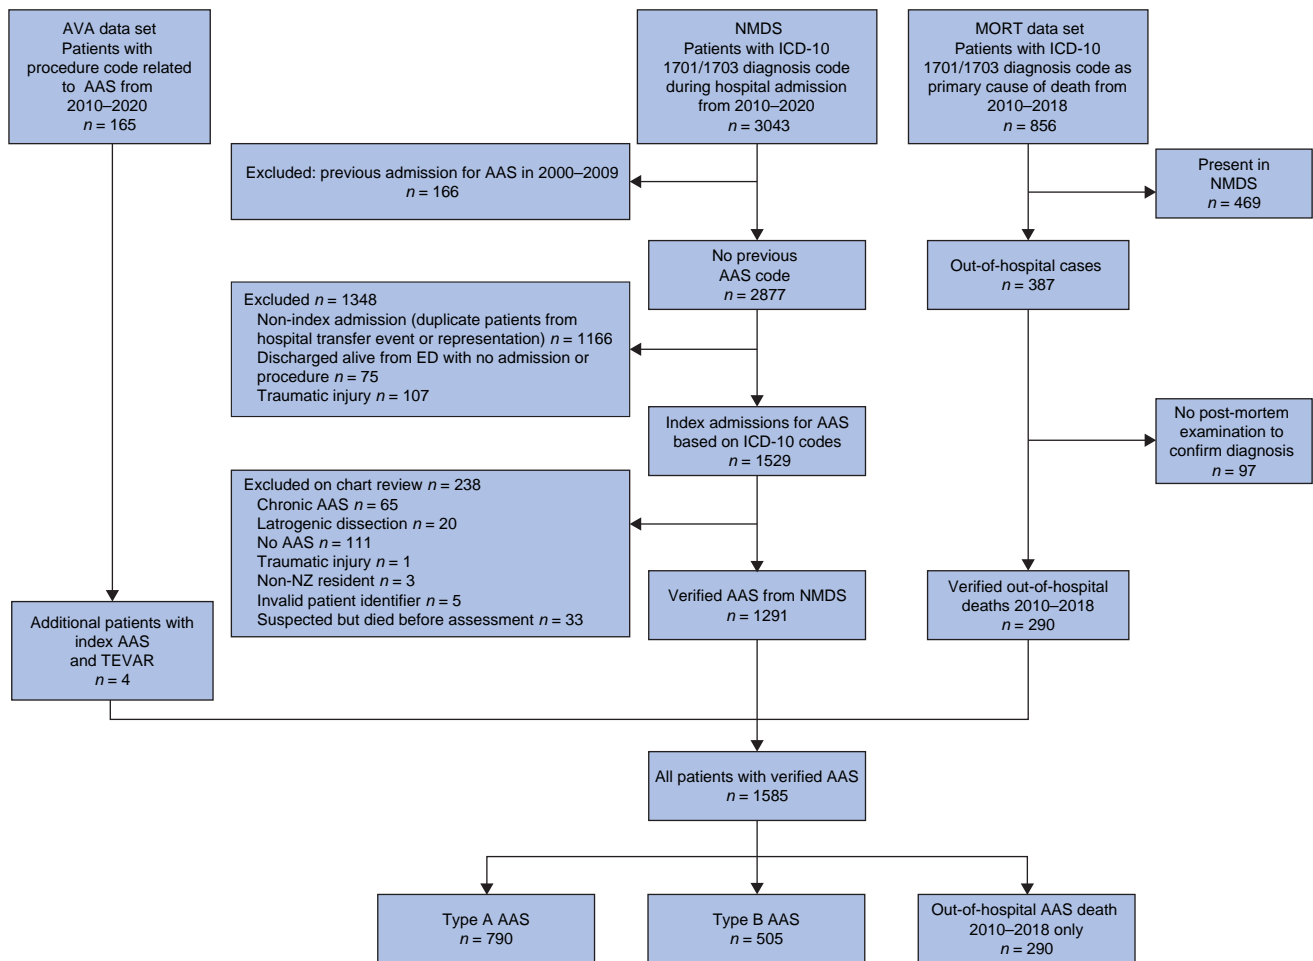 AVA data set
Patients with
procedure code related
to  AAS from
2010–2020
n = 165
NMDS
Patients with ICD-10
1701/1703 diagnosis code
during hospital admission
from 2010–2020
n = 3043
MORT data set
Patients with ICD-10
1701/1703 diagnosis code as
primary cause of death from
2010–2018
n = 856
Excluded: previous admission for AAS in 2000–2009
n = 166
Present in
NMDS
n = 469
No previous
AAS code
n = 2877
Out-of-hospital cases
n = 387
Excluded n = 1348
Non-index admission (duplicate patients from
hospital transfer event or representation) n = 1166
Discharged alive from ED with no admission or
procedure n = 75
Traumatic injury n = 107
Index admissions for AAS
based on ICD-10 codes
n = 1529
No post-mortem
examination to
confirm diagnosis
n = 97
Excluded on chart review n = 238
Chronic AAS n = 65
Latrogenic dissection n = 20
No AAS n = 111
Traumatic injury n = 1
Non-NZ resident n = 3
Invalid patient identifier n = 5
Suspected but died before assessment n = 33
Additional patients with
index AAS
and TEVAR
n = 4
Verified AAS from NMDS
n = 1291
Verified out-of-hospital
deaths 2010–2018
n = 290
All patients with verified AAS
n = 1585
Type A AAS
n = 790
Type B AAS
n = 505
Out-of-hospital AAS death
2010–2018 only
n = 290